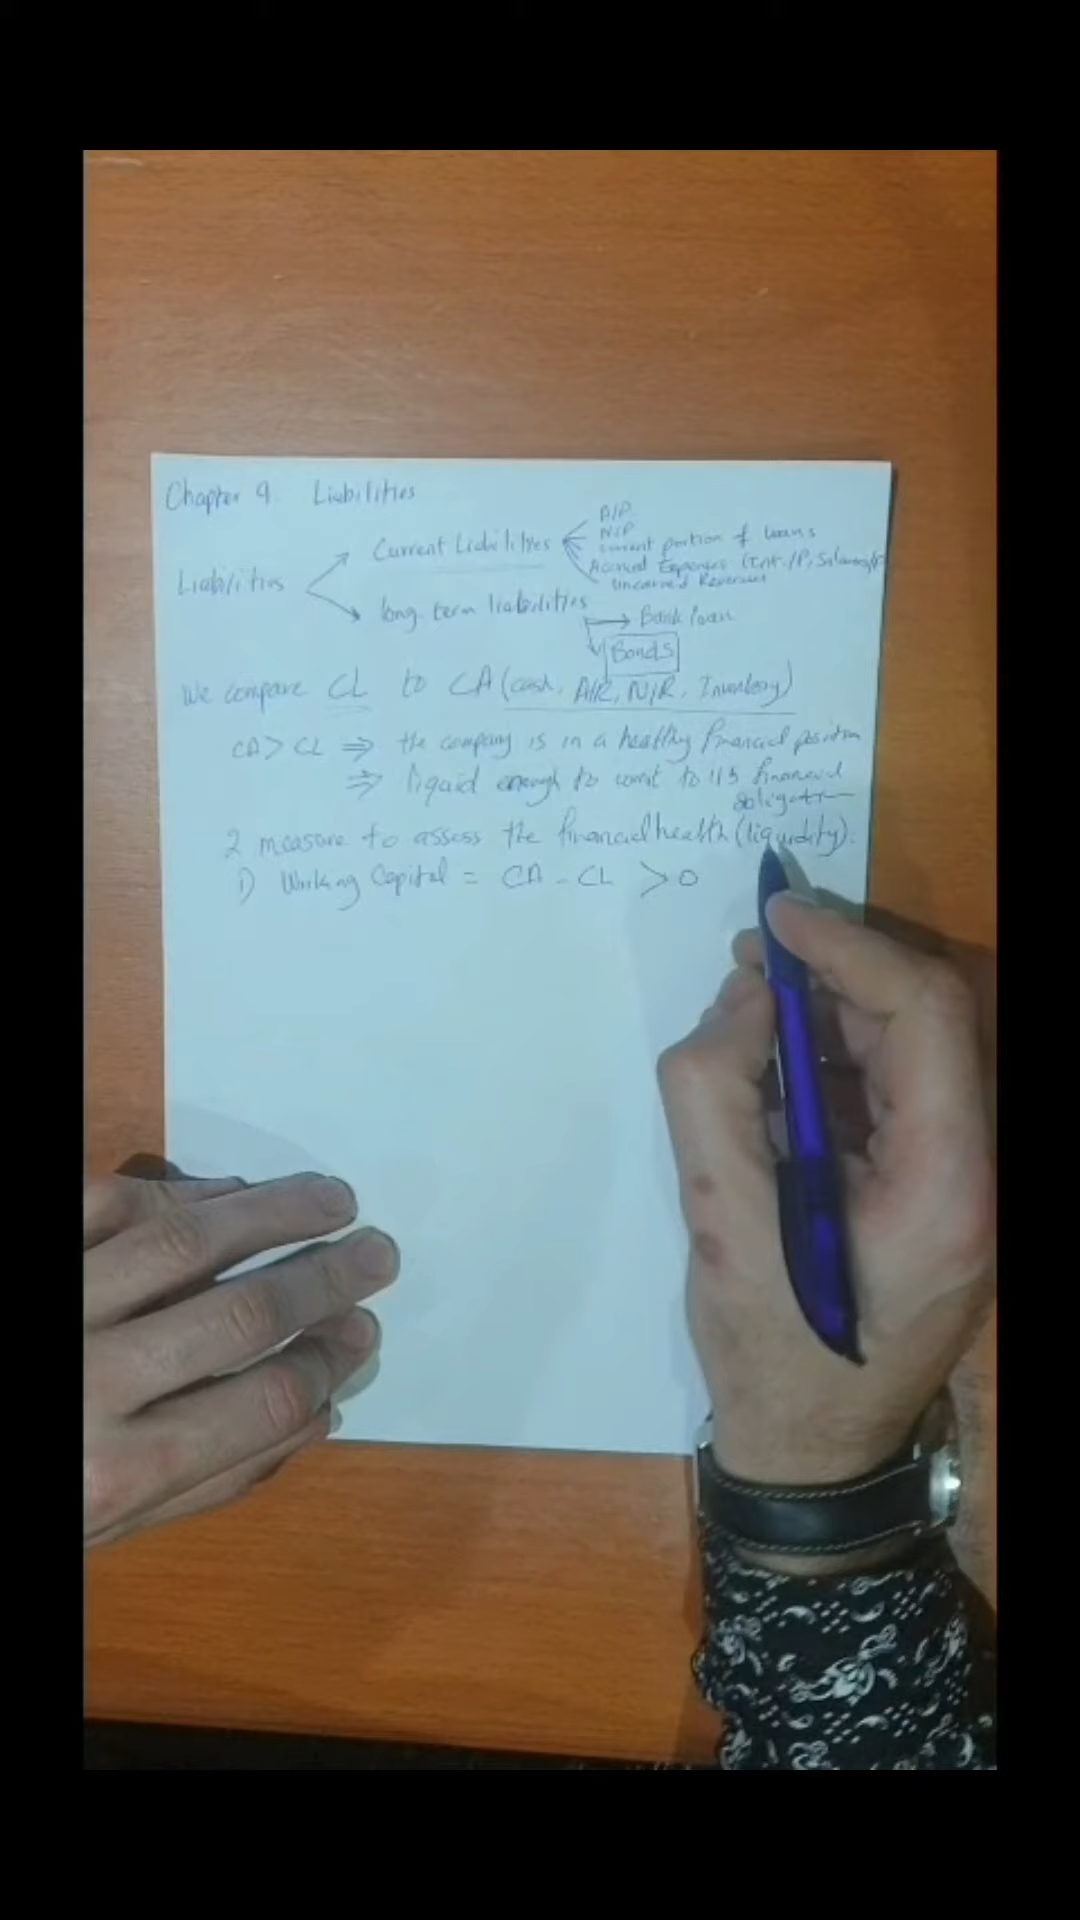 Chapter 9. Liabilities
A/P
N/P
Current Liabilities
current portion of loans
Accrued Expenses (Int./P, Salaries/P
Liabilities
Unearned Revenues
long-term liabilities
Bank loan
Bonds
We compare CL to CA (cash, A/R, N/R, Inventory)
CA > CL ⇒ the company is in a healthy financial position
⇒ liquid enough to to its financial
obligation
2 measure to assess the financial health (liquidity).
1) Working Capital = CA - CL > 0